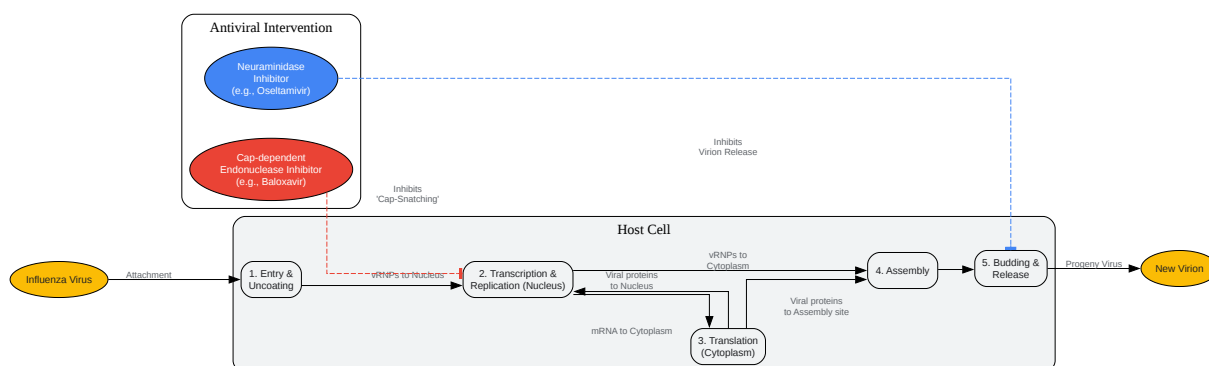 Antiviral Intervention
Neuraminidase
Inhibitor
(e.g., Oseltamivir)
Cap-dependent
Endonuclease Inhibitor
(e.g., Baloxavir)
Inhibits
Virion Release
Inhibits
'Cap-Snatching'
Host Cell
Influenza Virus
Attachment
1. Entry &
Uncoating
vRNPs to Nucleus
2. Transcription &
Replication (Nucleus)
Viral proteins
to Nucleus
vRNPs to
Cytoplasm
4. Assembly
5. Budding &
Release
Progeny Virus
New Virion
Viral proteins
to Assembly site
mRNA to Cytoplasm
3. Translation
(Cytoplasm)